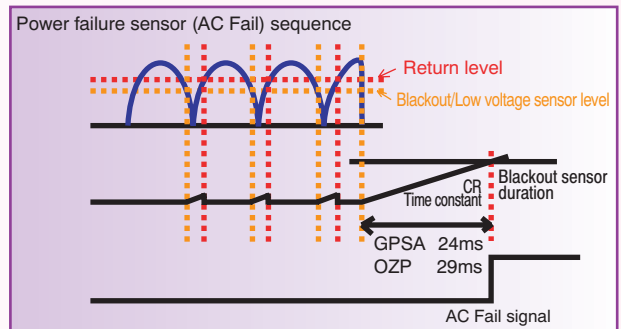 Power failure sensor (AC Fail) sequence
Return level
Blackout/Low voltage sensor level
CR
Time constant
Blackout sensor
duration
GPSA 24ms
OZP 29ms
AC Fail signal